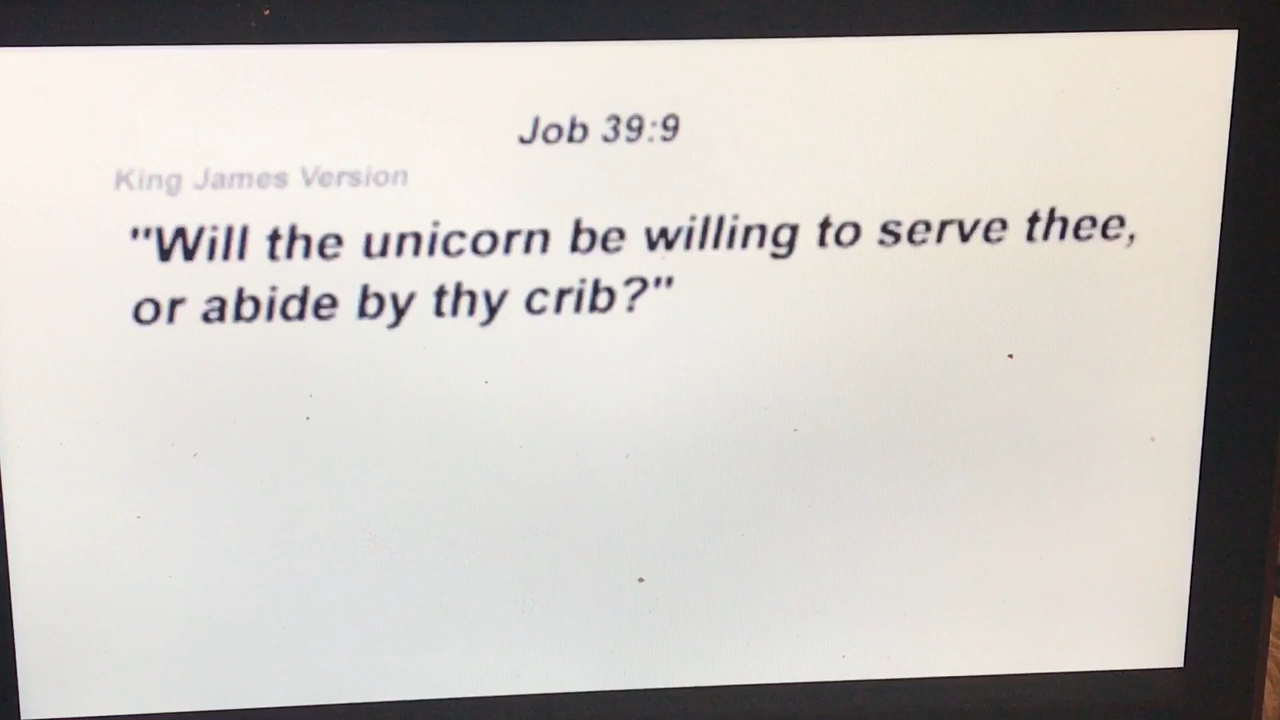 Job 39:9
King James Version
"Will the unicorn be willing to serve thee,
or abide by thy crib?"